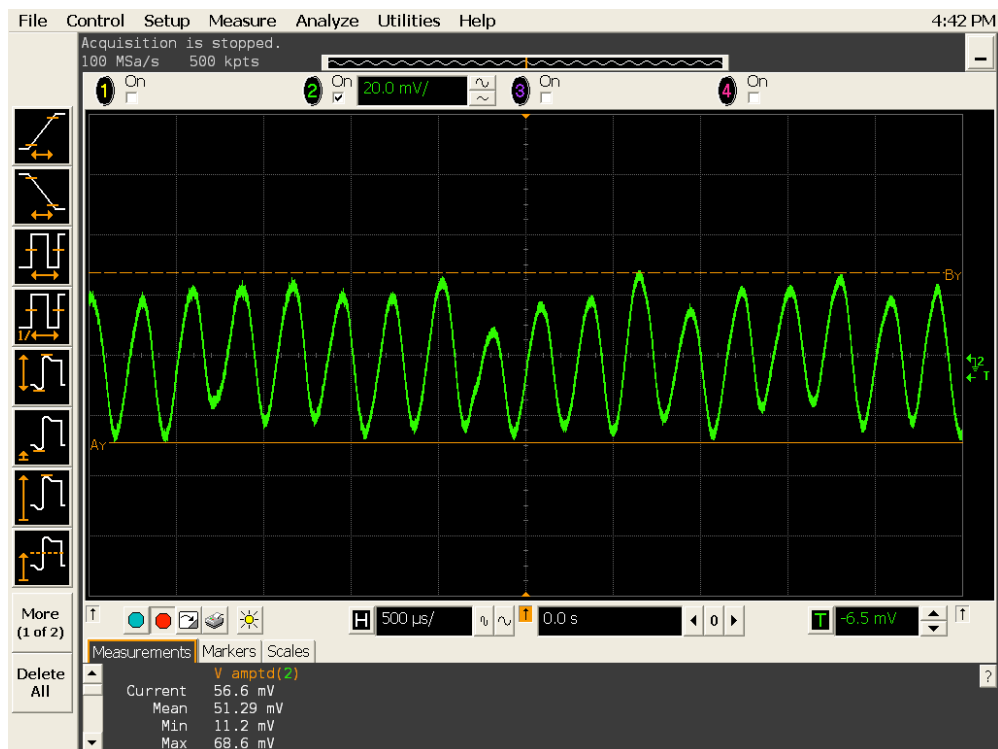 File Control Setup Measure Analyze Utilities Help 4:42 PM
Acquisition is stopped.
100 MSa/s 500 kpts
1 On 2 On 20.0 mV/ 3 On 4 On
BY
2
T
AY
1/
More
(1 of 2)
Delete
All
H 500 µs/ 0.0 s 0 T -6.5 mV
Measurements Markers Scales
V amptd(2) ?
Current 56.6 mV
Mean 51.29 mV
Min 11.2 mV
Max 68.6 mV